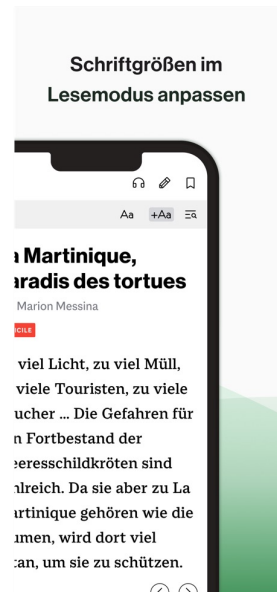 Schriftgrößen im
Lesemodus anpassen
Aa +Aa
a Martinique,
aradis des tortues
Marion Messina
ICILE
viel Licht, zu viel Müll,
viele Touristen, zu viele
ucher ... Die Gefahren für
n Fortbestand der
eeresschildkröten sind
hlreich. Da sie aber zu La
artinique gehören wie die
umen, wird dort viel
tan, um sie zu schützen.